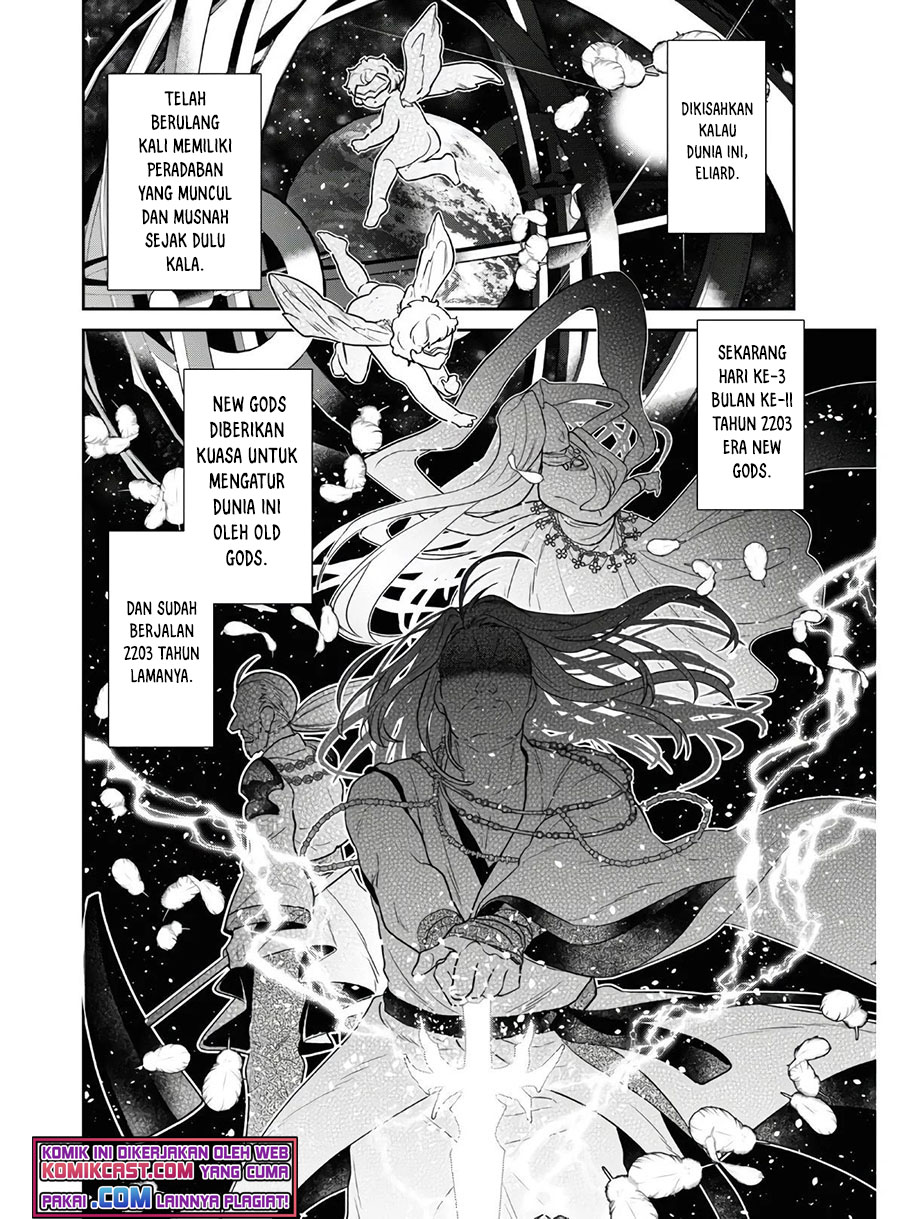 DIKISAHKAN
KALAU
DUNIA INI,
ELIARD.
TELAH
BERULANG
KALI MEMILIKI
PERADABAN
YANG MUNCUL
DAN MUSNAH
SEJAK DULU
KALA.
SEKARANG
HARI KE-3
BULAN KE-11
TAHUN 2203
ERA NEW
GODS.
NEW GODS
DIBERIKAN
KUASA UNTUK
MENGATUR
DUNIA INI
OLEH OLD
GODS.
DAN SUDAH
BERJALAN
2203 TAHUN
LAMANYA.
KOMIK INI DIKERJAKAN OLEH WEB
KOMIKCAST.COM YANG CUMA
PAKAI .COM LAINNYA PLAGIAT!